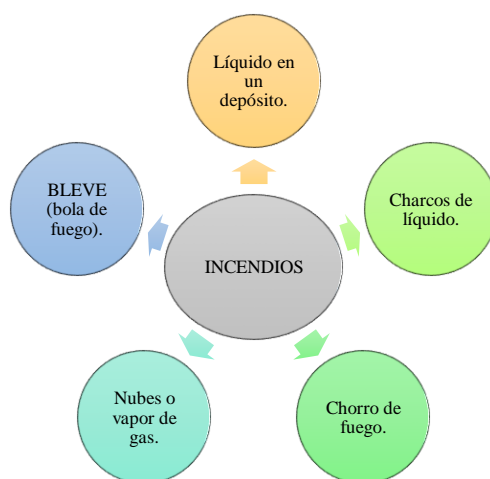 Líquido en
un
depósito.
BLEVE
(bola de
fuego).
Charcos de
líquido.
INCENDIOS
Nubes o
vapor de
gas.
Chorro de
fuego.